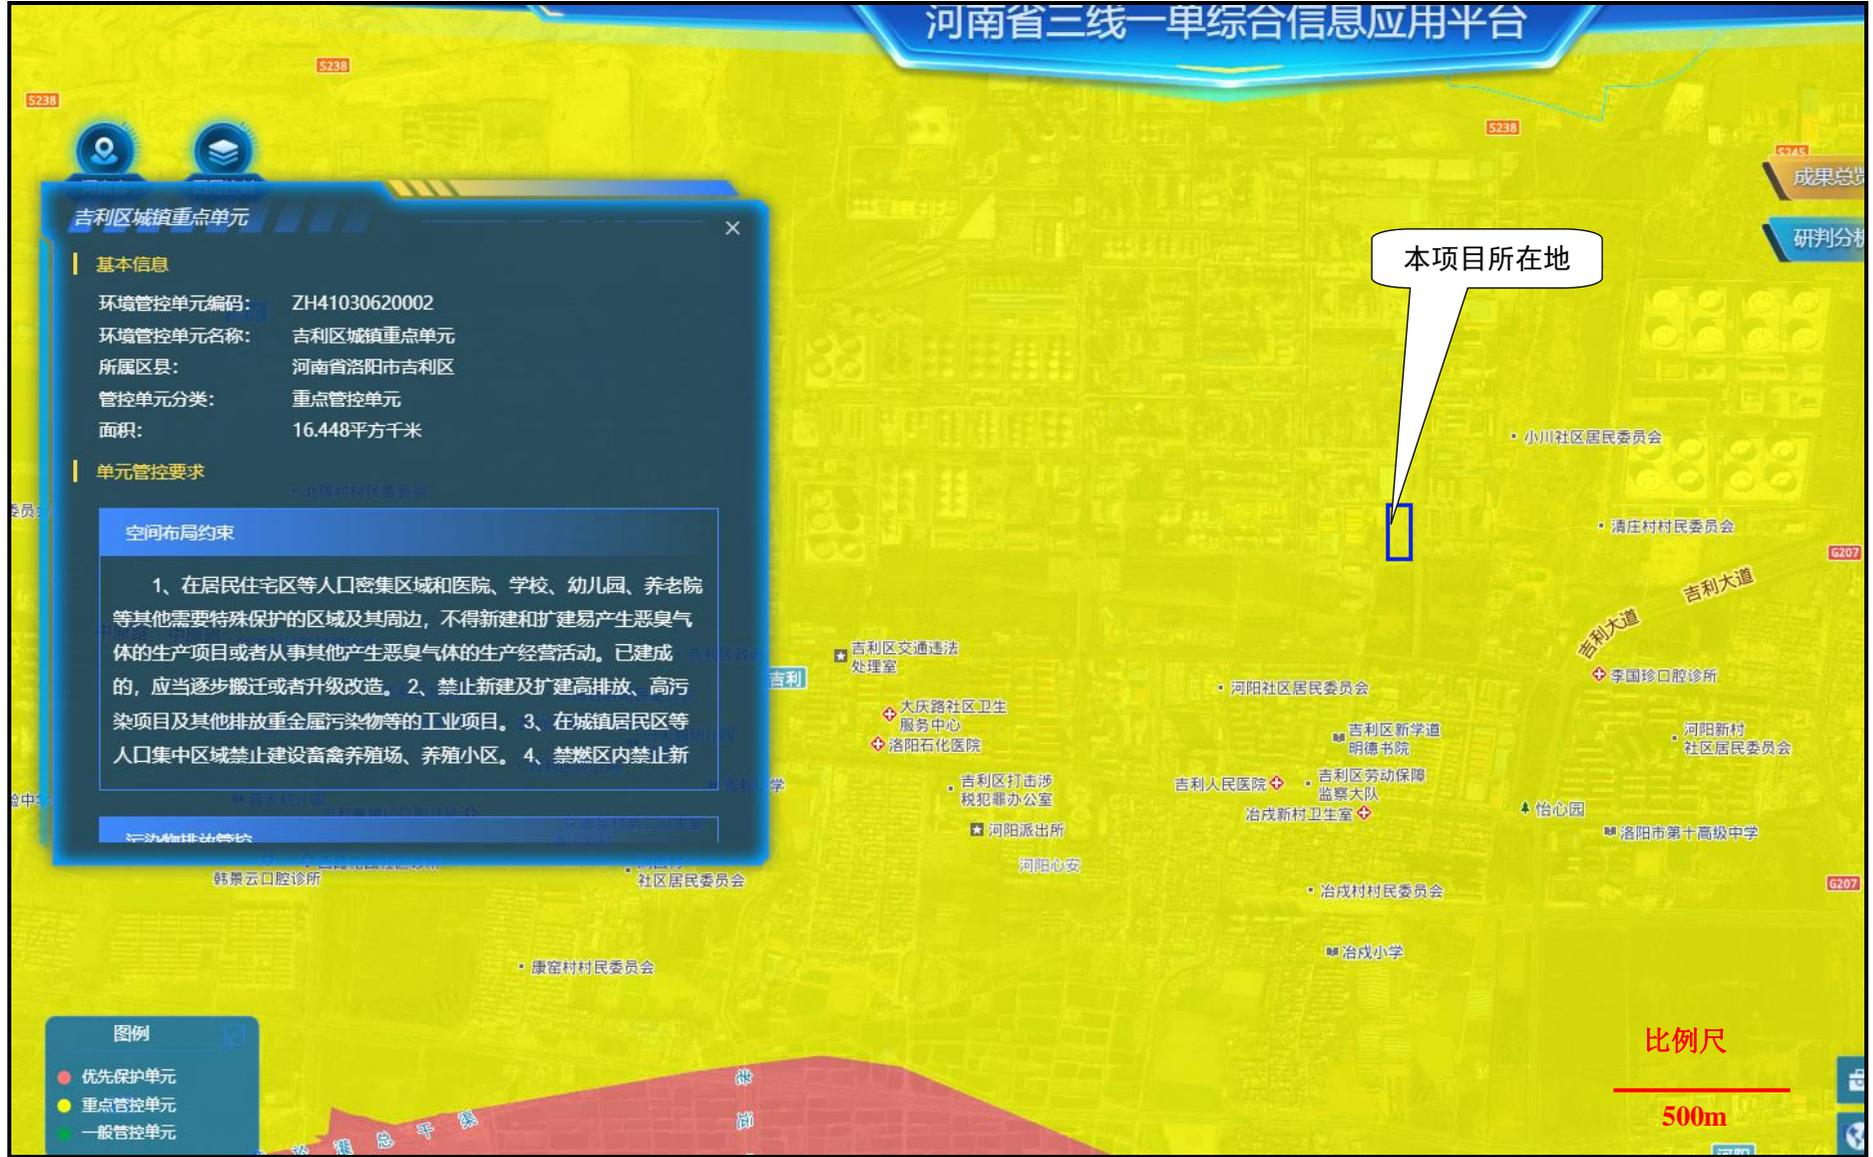 河南省三线一单综合信息应用平台
S238
S238
S238
S245
成果总览
研判分析
吉利区城镇重点单元
基本信息
环境管控单元编码： ZH41030620002
环境管控单元名称： 吉利区城镇重点单元
所属区县： 河南省洛阳市吉利区
管控单元分类： 重点管控单元
面积： 16.448平方千米
单元管控要求
空间布局约束
1、在居民住宅区等人口密集区域和医院、学校、幼儿园、养老院
等其他需要特殊保护的区域及其周边，不得新建和扩建易产生恶臭气
体的生产项目或者从事其他产生恶臭气体的生产经营活动。已建成
的，应当逐步搬迁或者升级改造。 2、禁止新建及扩建高排放、高污
染项目及其他排放重金属污染物等的工业项目。 3、在城镇居民区等
人口集中区域禁止建设畜禽养殖场、养殖小区。 4、禁燃区内禁止新
污染物排放管控
本项目所在地
小川社区居民委员会
清庄村村民委员会
G207
吉利大道
吉利大道
李国珍口腔诊所
吉利区交通违法
处理室
吉利
河阳社区居民委员会
大庆路社区卫生
服务中心
洛阳石化医院
吉利区新学道
明德书院
河阳新村
社区居民委员会
吉利区打击涉
税犯罪办公室
吉利人民医院
吉利区劳动保障
监察大队
冶戌新村卫生室
怡心园
河阳派出所
洛阳市第十高级中学
河阳心安
韩景云口腔诊所
社区居民委员会
冶戌村村民委员会
G207
冶戌小学
康窑村村民委员会
图例
优先保护单元
重点管控单元
一般管控单元
总干渠
比例尺
500m
河阳